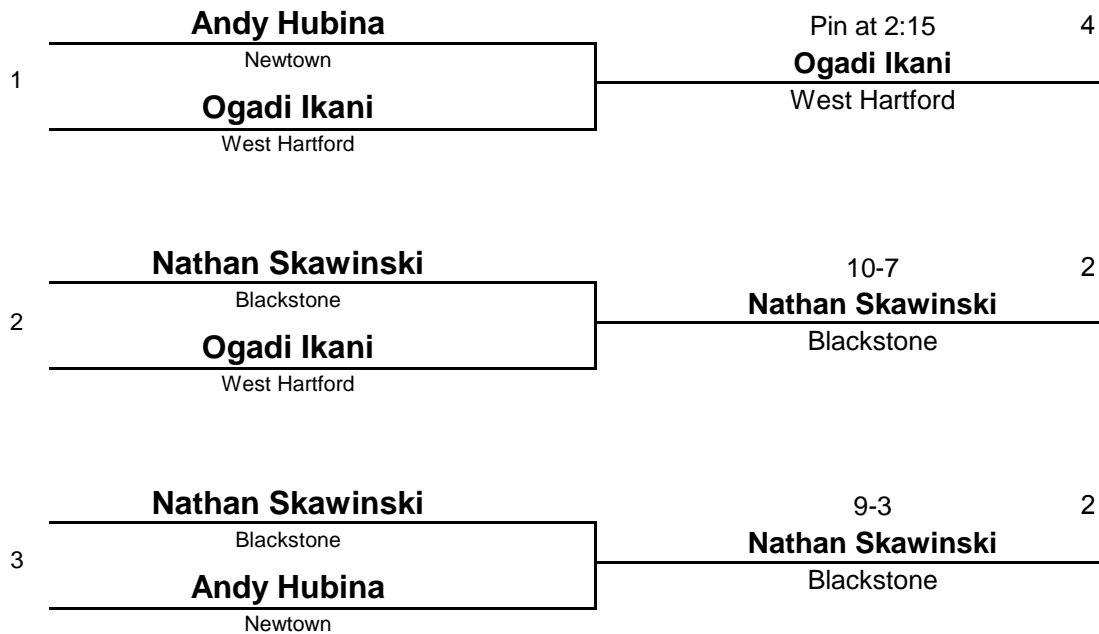 Andy Hubina
Pin at 2:15 4
Newtown
Ogadi Ikani
1
West Hartford
Ogadi Ikani
West Hartford
Nathan Skawinski
10-7 2
Blackstone
Nathan Skawinski
2
Blackstone
Ogadi Ikani
West Hartford
Nathan Skawinski
9-3 2
Blackstone
Nathan Skawinski
3
Blackstone
Andy Hubina
Newtown